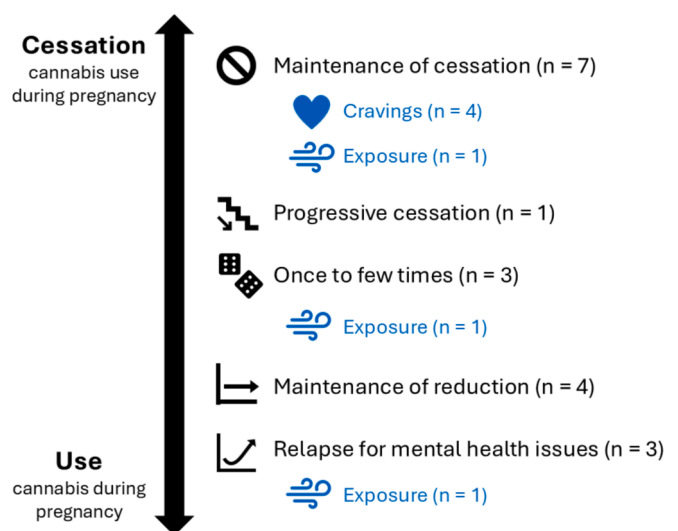 Cessation
cannabis use
during pregnancy
Maintenance of cessation (n = 7)
Cravings (n = 4)
Exposure (n = 1)
Progressive cessation (n = 1)
Once to few times (n = 3)
Exposure (n = 1)
Maintenance of reduction (n = 4)
Relapse for mental health issues (n = 3)
Exposure (n = 1)
Use
cannabis during
pregnancy